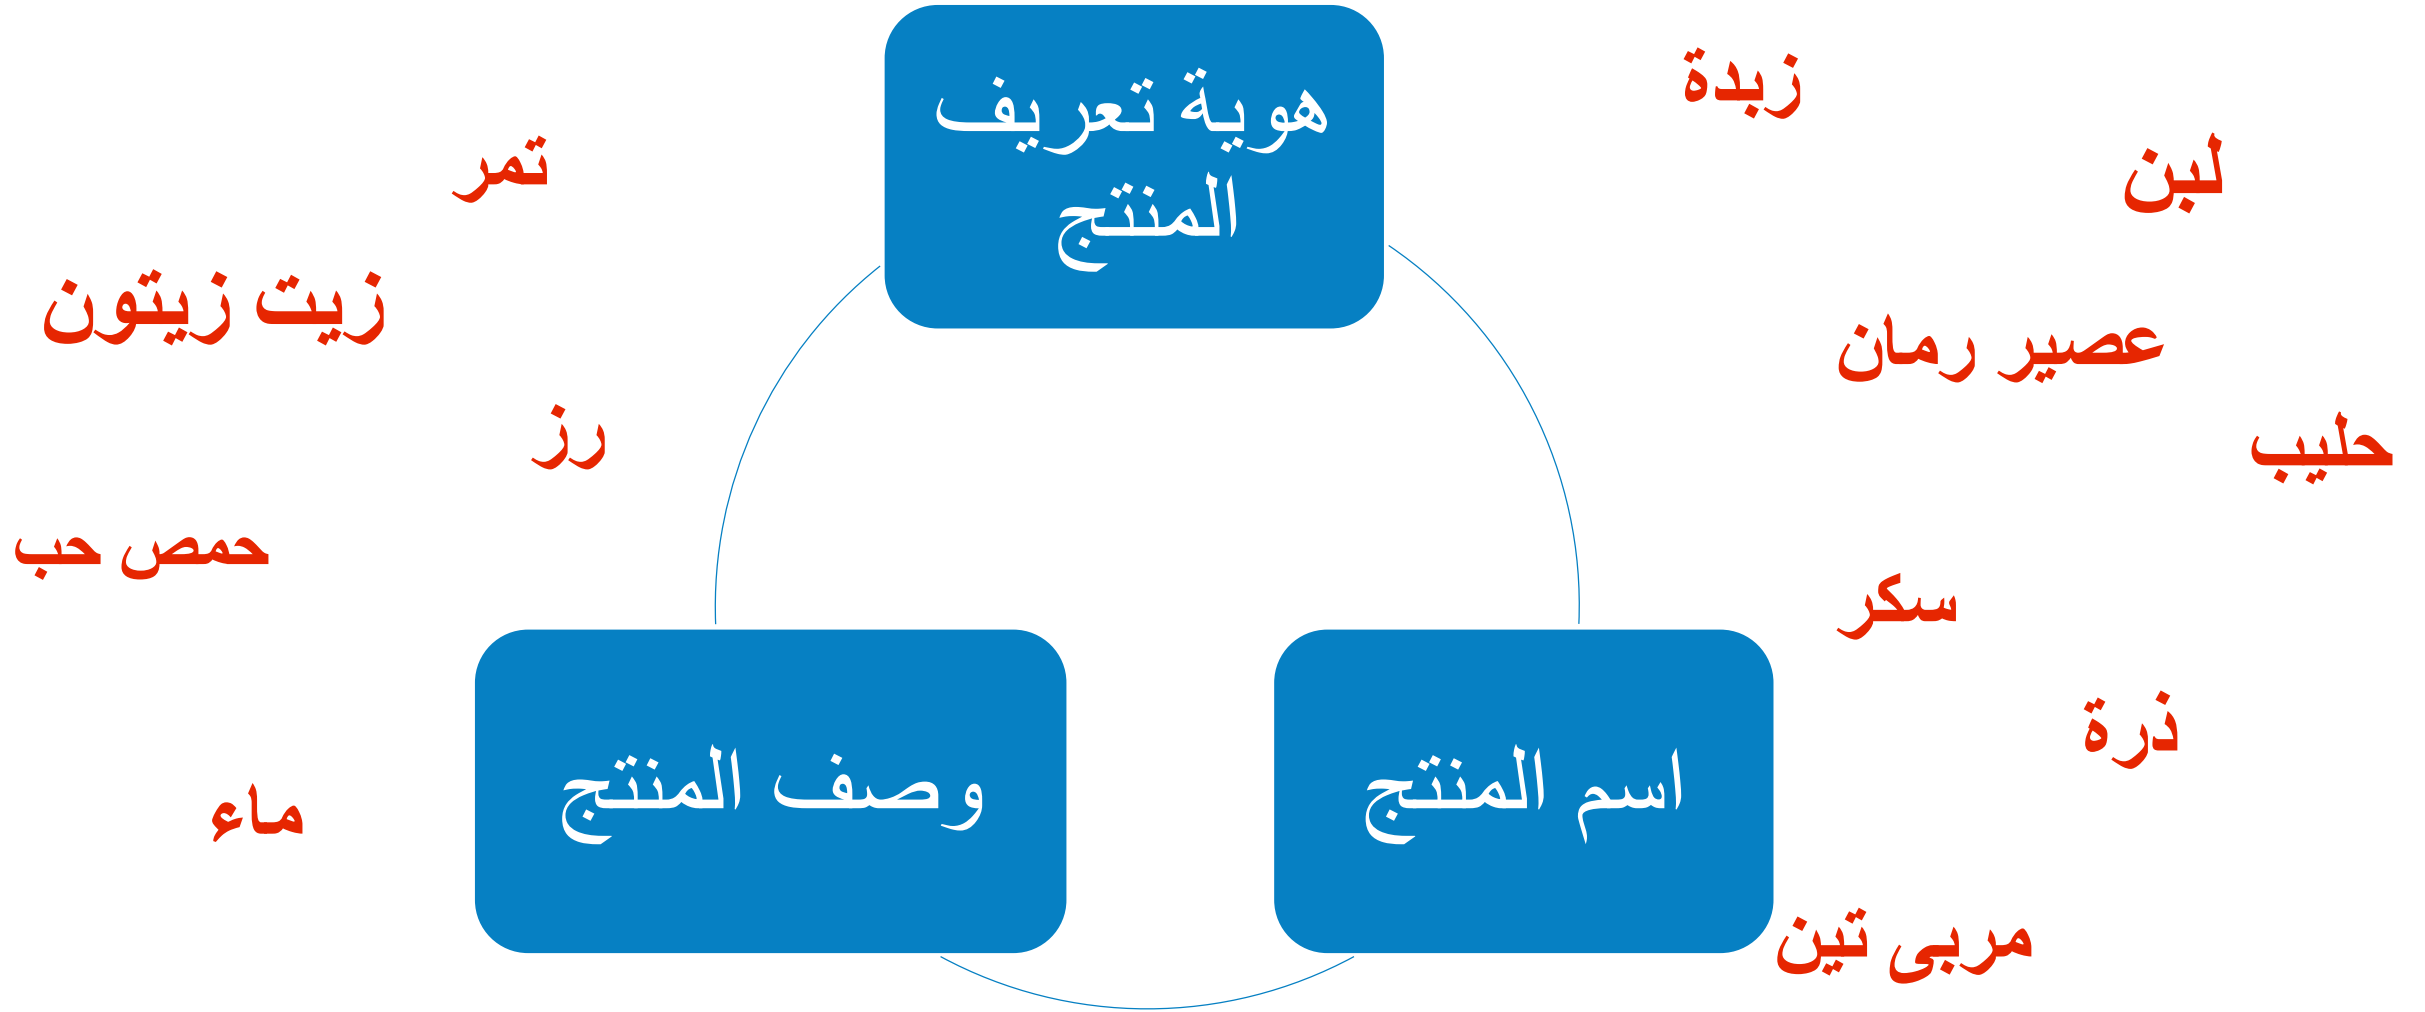 هوية تعريف
المنتج
زبدة
لبن
تمر
زيت زيتون
عصير رمان
حليب
رز
حمص حب
سكر
ذرة
اسم المنتج
وصف المنتج
ماء
مربى تين